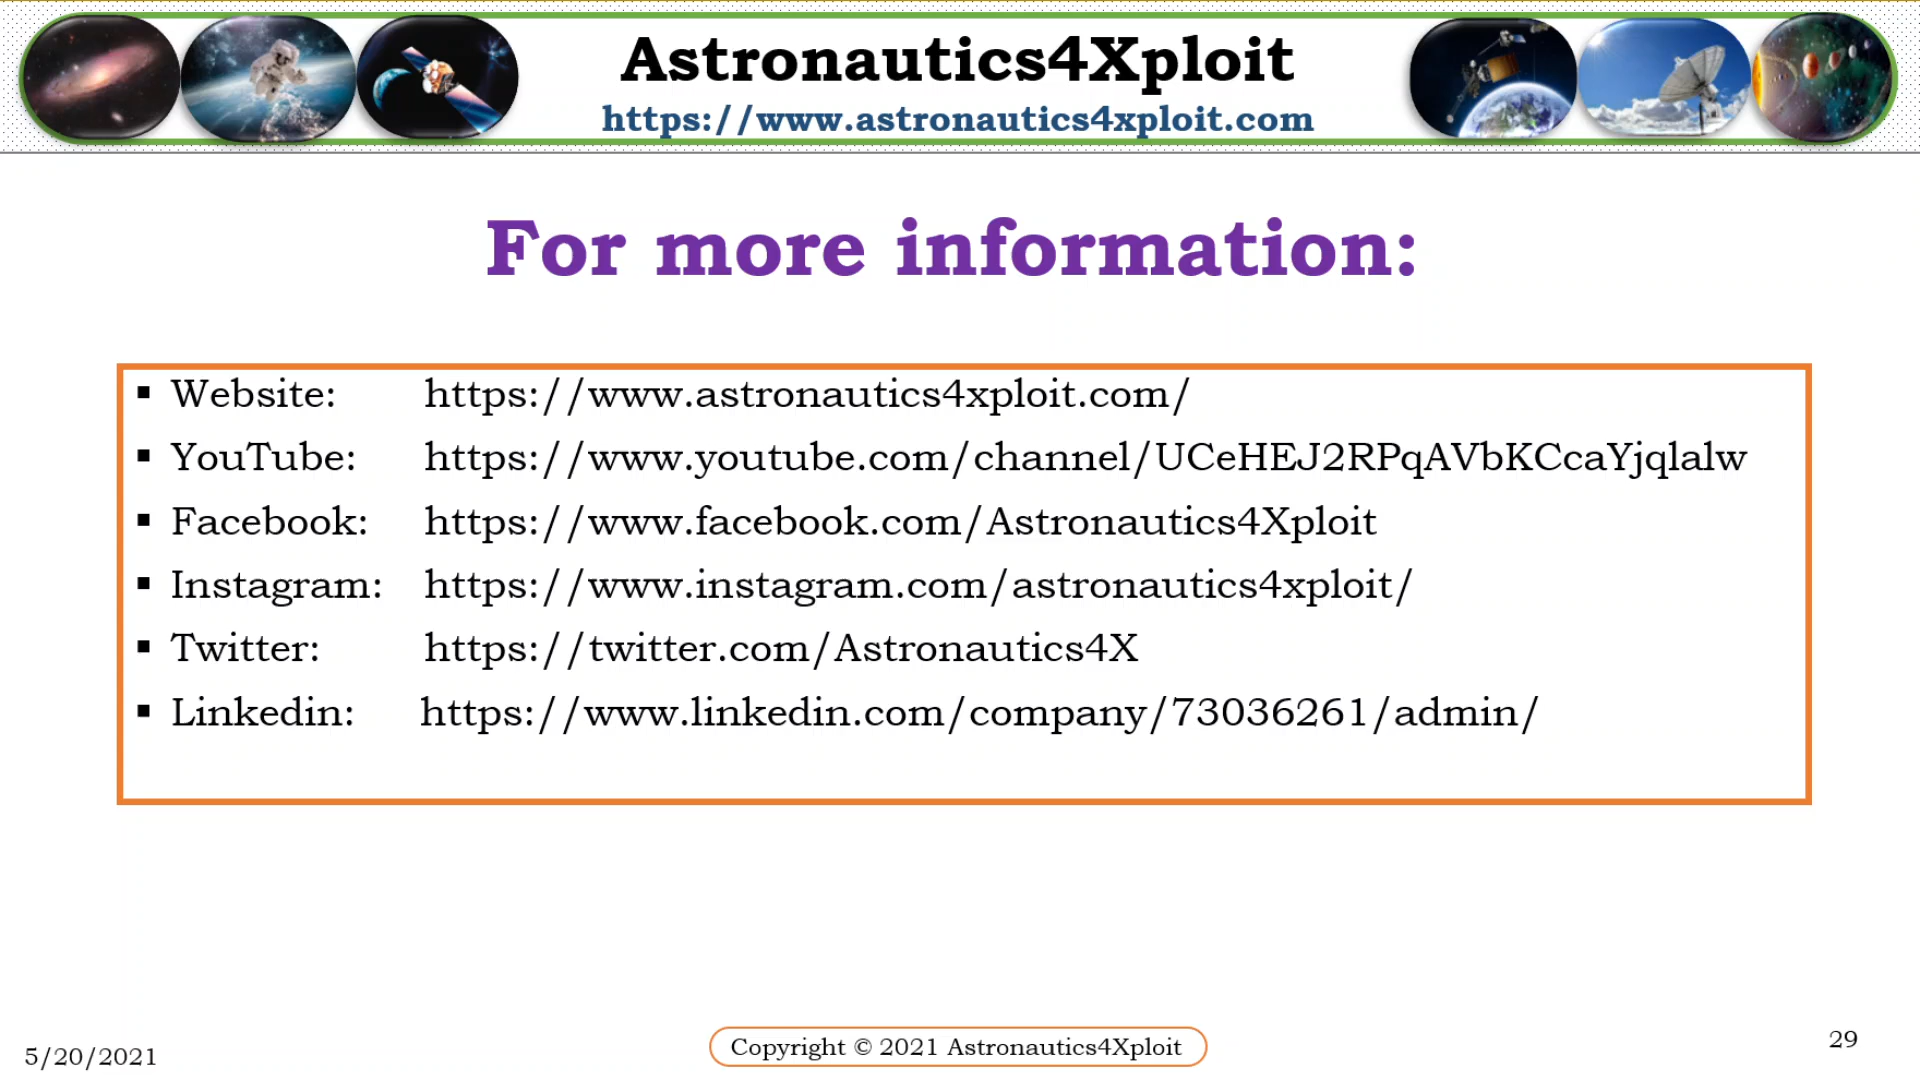 Astronautics4Xploit
https://www.astronautics4xploit.com
For more information:
▪ Website: https://www.astronautics4xploit.com/
▪ YouTube: https://www.youtube.com/channel/UCeHEJ2RPqAVbKCcaYjqlalw
▪ Facebook: https://www.facebook.com/Astronautics4Xploit
▪ Instagram: https://www.instagram.com/astronautics4xploit/
▪ Twitter: https://twitter.com/Astronautics4X
▪ Linkedin: https://www.linkedin.com/company/73036261/admin/
5/20/2021
Copyright © 2021 Astronautics4Xploit
29